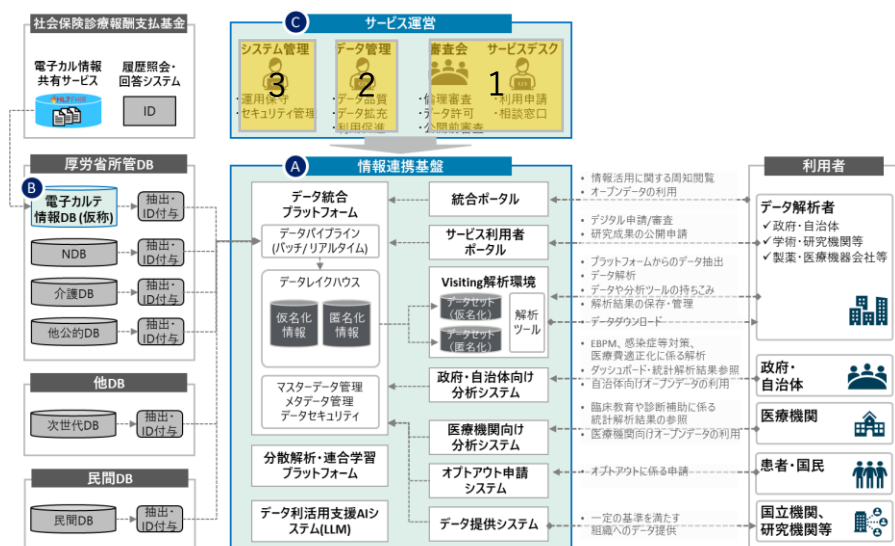 社会保険診療報酬支払基金
電子カル情報
共有サービス
履歴照会・
回答システム
HL7 FHIR
ID
C
サービス運営
システム管理
3
・運用保守
・セキュリティ管理
データ管理
2
・データ品質
・データ拡充
・利用促進
審査会
サービスデスク
1
・倫理審査
・データ許可
・公開前審査
・利用申請
・相談窓口
厚労省所管DB
B
電子カルテ
情報DB(仮称)
抽出・
ID付与
NDB
抽出・
ID付与
介護DB
抽出・
ID付与
他公的DB
抽出・
ID付与
他DB
次世代DB
抽出・
ID付与
民間DB
民間DB
抽出・
ID付与
A
情報連携基盤
データ統合
プラットフォーム
データパイプライン
(バッチ/リアルタイム)
データレイクハウス
仮名化
情報
匿名化
情報
マスターデータ管理
メタデータ管理
データセキュリティ
分散解析・連合学習
プラットフォーム
データ利活用支援AIシ
ステム(LLM)
統合ポータル
サービス利用者
ポータル
Visiting解析環境
データセット
(仮名化)
データセット
(匿名化)
解析
ツール
政府・自治体向け
分析システム
医療機関向け
分析システム
オプトアウト申請
システム
データ提供システム
• 情報活用に関する周知閲覧
• オープンデータの利用
• デジタル申請/審査
• 研究成果の公開申請
• プラットフォームからのデータ抽出
• データ解析
• データや分析ツールの持ちこみ
• 解析結果の保存・管理
• データダウンロード
• EBPM、感染症等対策、
医療費適正化に係る解析
• ダッシュボード・統計解析結果参照
• 自治体向けオープンデータの利用
• 臨床教育や診断補助に係る
統計解析結果の参照
• 医療機関向けオープンデータの利用
• オプトアウトに係る申請
• 一定の基準を満たす
組織へのデータ提供
利用者
データ解析者
✓政府・自治体
✓学術・研究機関等
✓製薬・医療機器会社等
政府・
自治体
医療機関
患者・国民
国立機関、
研究機関等